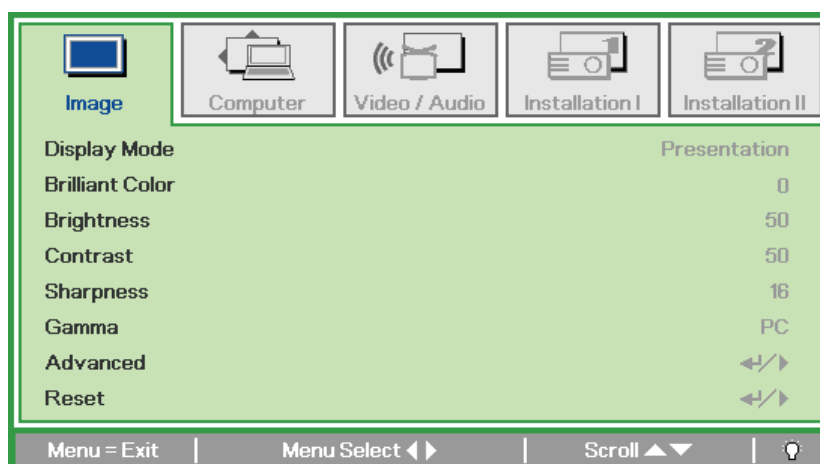 Image Computer Video / Audio Installation I Installation II
Display Mode Presentation
Brilliant Color 0
Brightness 50
Contrast 50
Sharpness 16
Gamma PC
Advanced ↵/▶
Reset ↵/▶
Menu = Exit | Menu Select ◀▶ | Scroll ▲▼ |